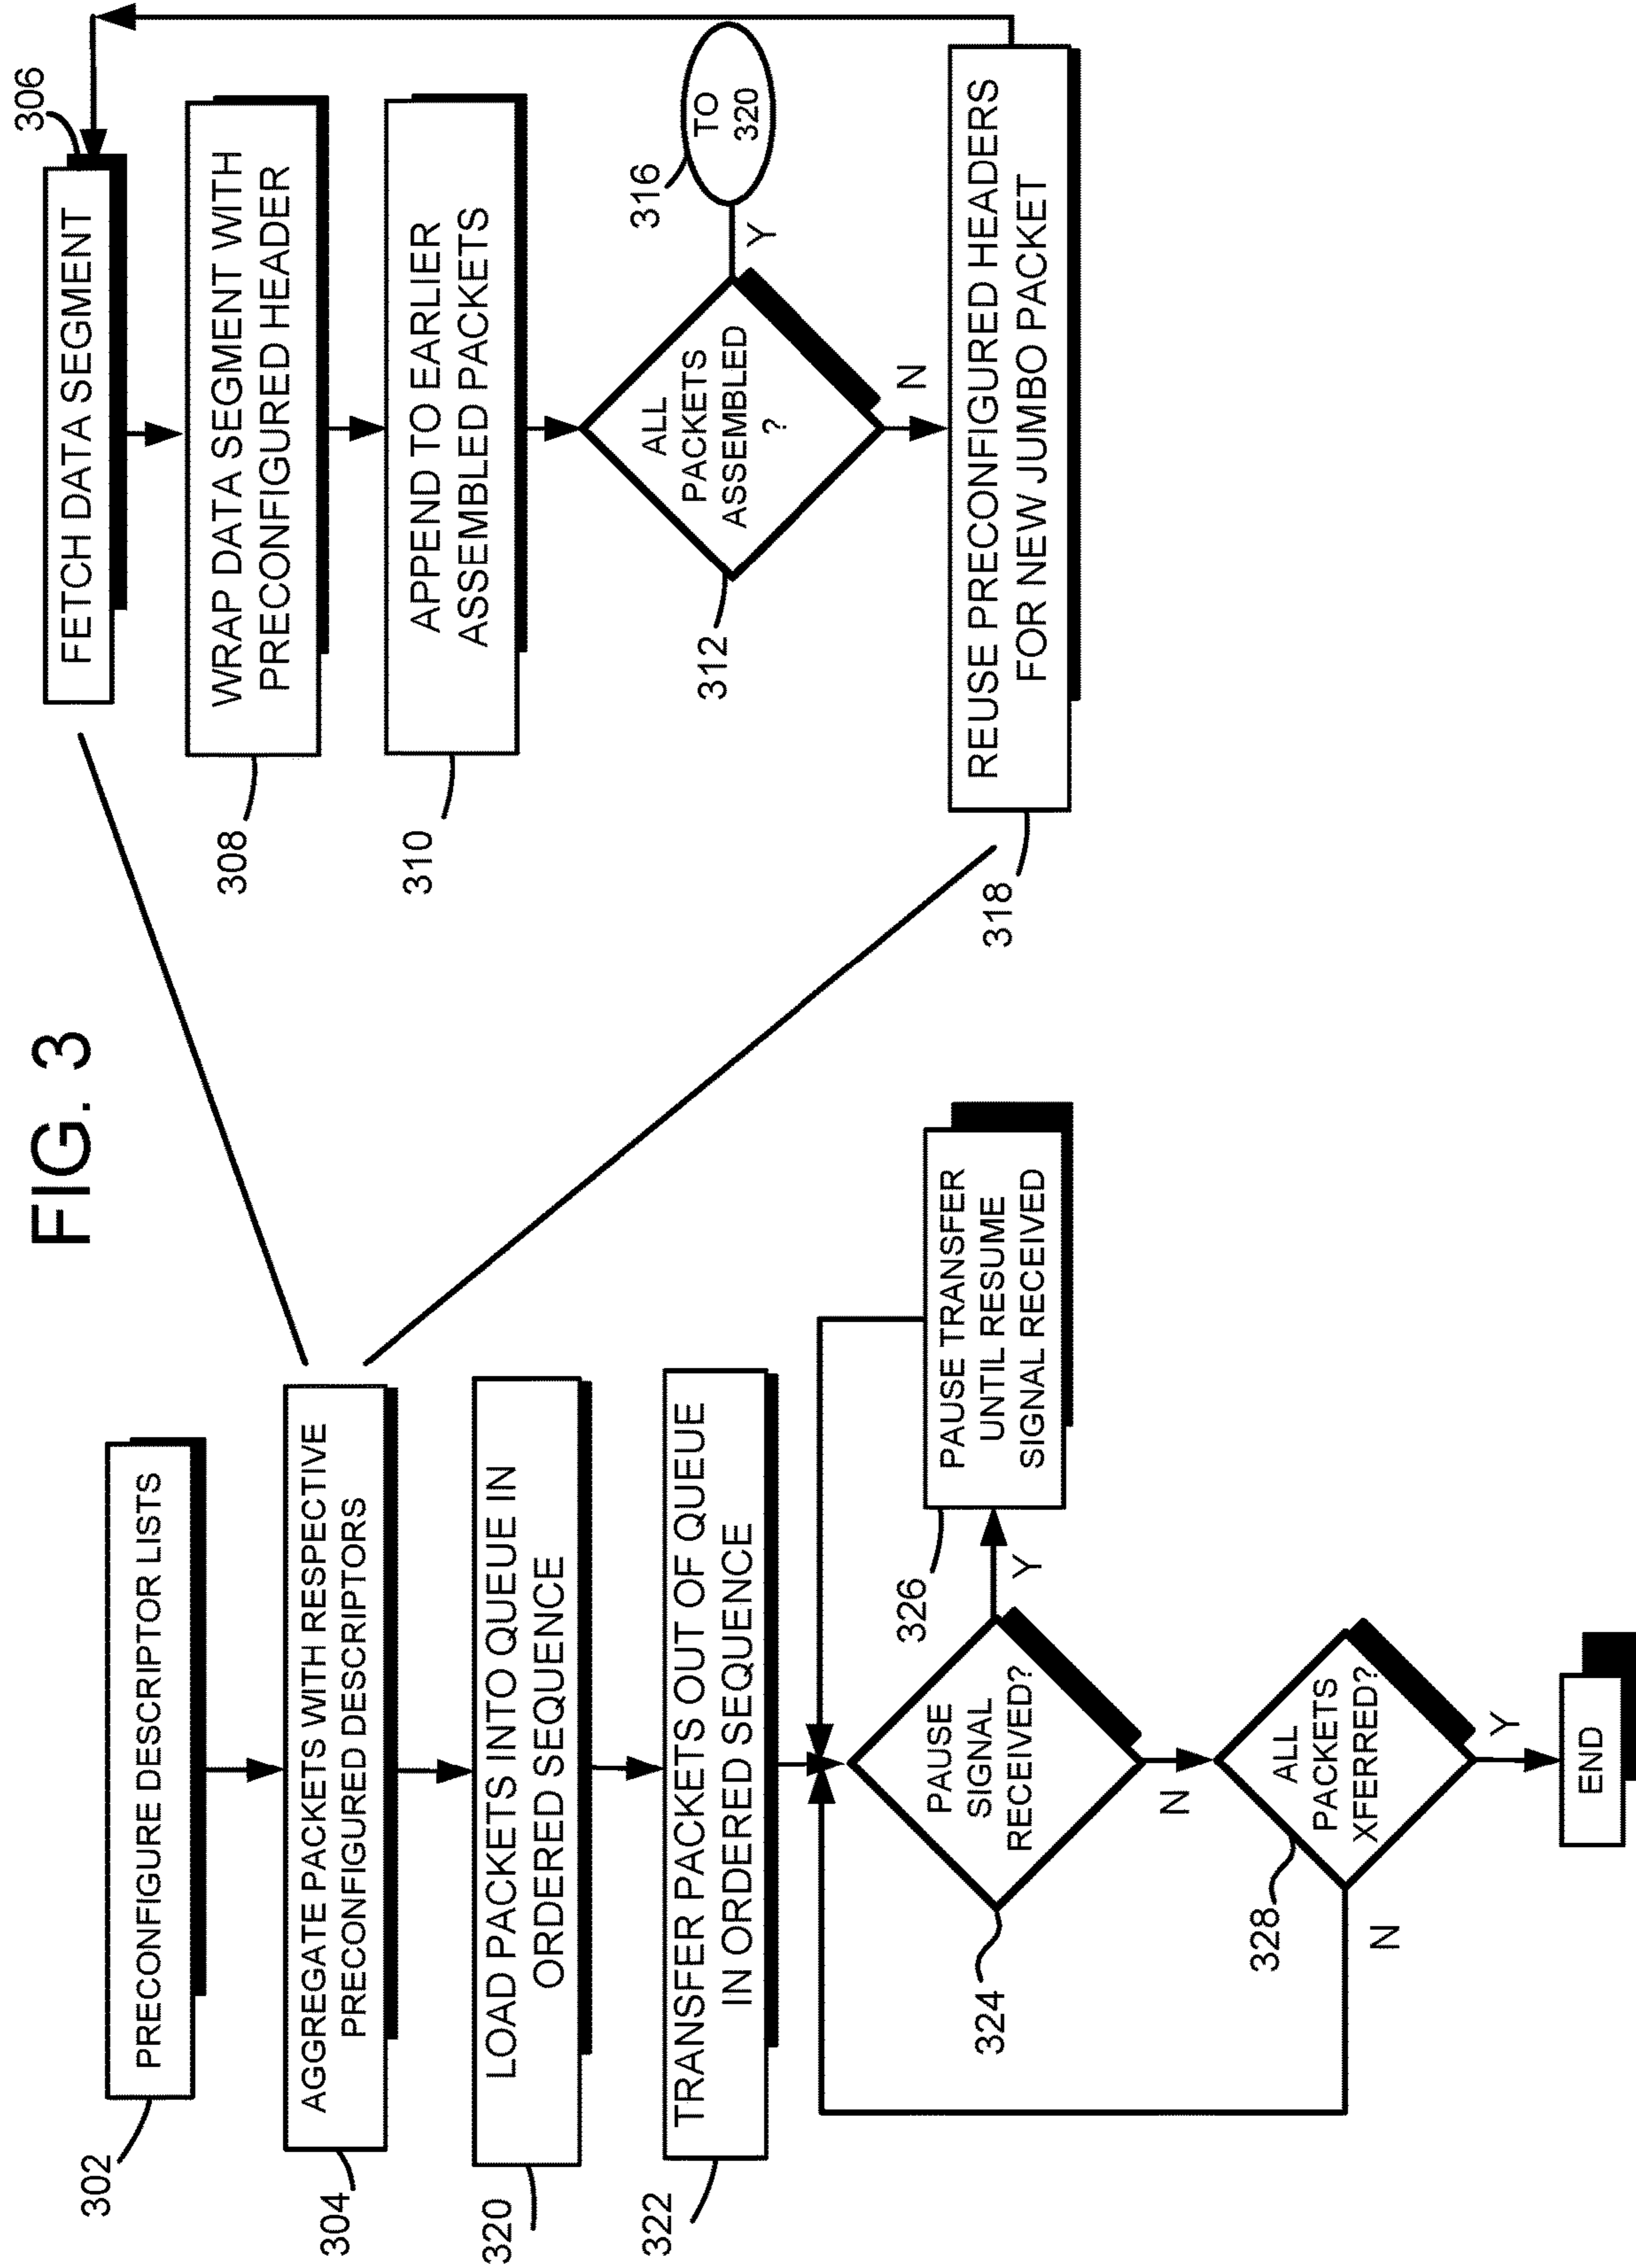 FIG. 3
302
PRECONFIGURE DESCRIPTOR LISTS
304
AGGREGATE PACKETS WITH RESPECTIVE
PRECONFIGURED DESCRIPTORS
320
LOAD PACKETS INTO QUEUE IN
ORDERED SEQUENCE
322
TRANSFER PACKETS OUT OF QUEUE
IN ORDERED SEQUENCE
324
PAUSE
SIGNAL
RECEIVED?
Y
N
326
PAUSE TRANSFER
UNTIL RESUME
SIGNAL RECEIVED
328
ALL
PACKETS
XFERRED?
N
Y
END
306
FETCH DATA SEGMENT
308
WRAP DATA SEGMENT WITH
PRECONFIGURED HEADER
310
APPEND TO EARLIER
ASSEMBLED PACKETS
312
ALL
PACKETS
ASSEMBLED
?
Y
N
316
TO
320
318
REUSE PRECONFIGURED HEADERS
FOR NEW JUMBO PACKET